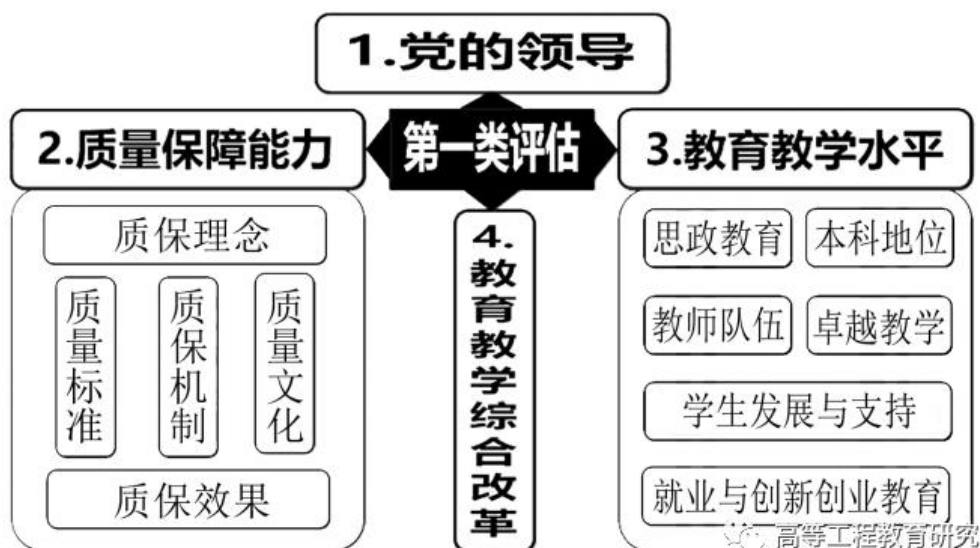 1.党的领导
2.质量保障能力
第一类评估
3.教育教学水平
质保理念
质量标准
质保机制
质量文化
质保效果
4.教育教学综合改革
思政教育
本科地位
教师队伍
卓越教学
学生发展与支持
就业与创新创业教育
高等工程教育研究